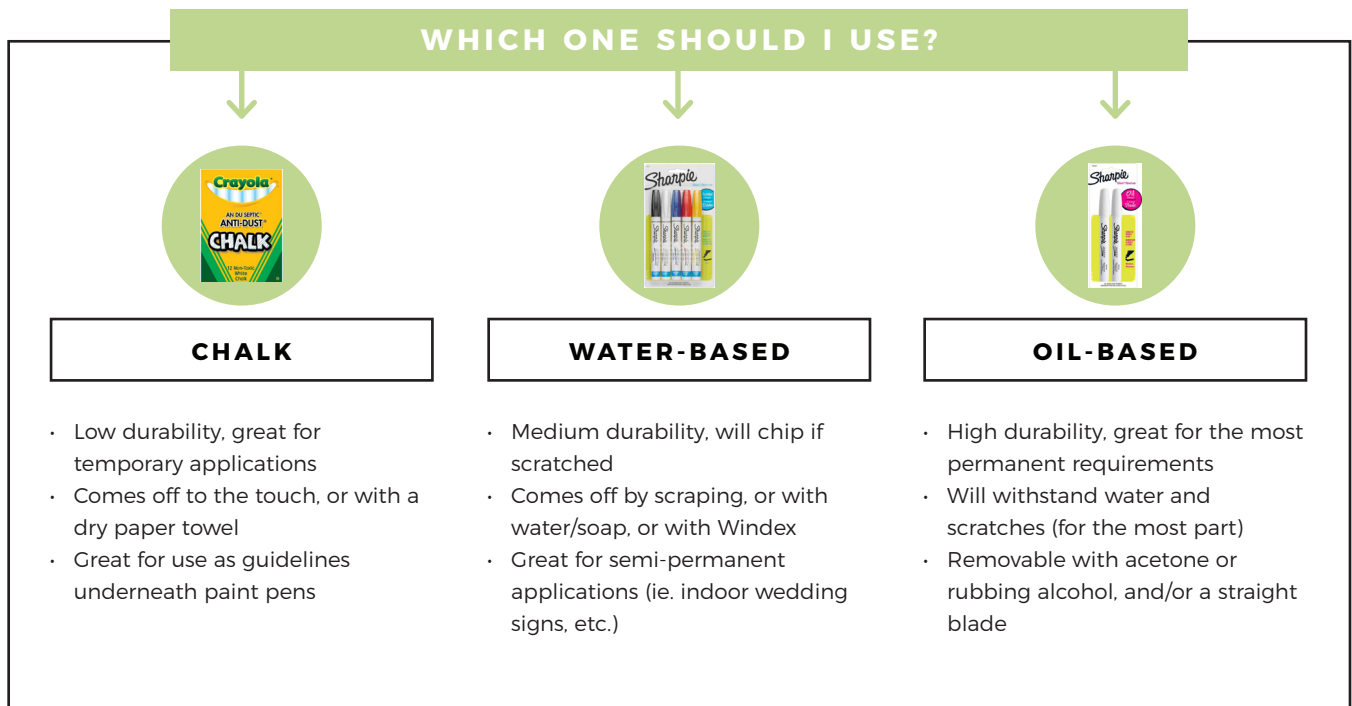 WHICH ONE SHOULD I USE?
Crayola
AN DU SEPTIC
ANTI-DUST
CHALK
12 Non-Toxic
White
Chalk
Sharpie
Sharpie
CHALK
WATER-BASED
OIL-BASED
• Low durability, great for
temporary applications
• Comes off to the touch, or with a
dry paper towel
• Great for use as guidelines
underneath paint pens
• Medium durability, will chip if
scratched
• Comes off by scraping, or with
water/soap, or with Windex
• Great for semi-permanent
applications (ie. indoor wedding
signs, etc.)
• High durability, great for the most
permanent requirements
• Will withstand water and
scratches (for the most part)
• Removable with acetone or
rubbing alcohol, and/or a straight
blade